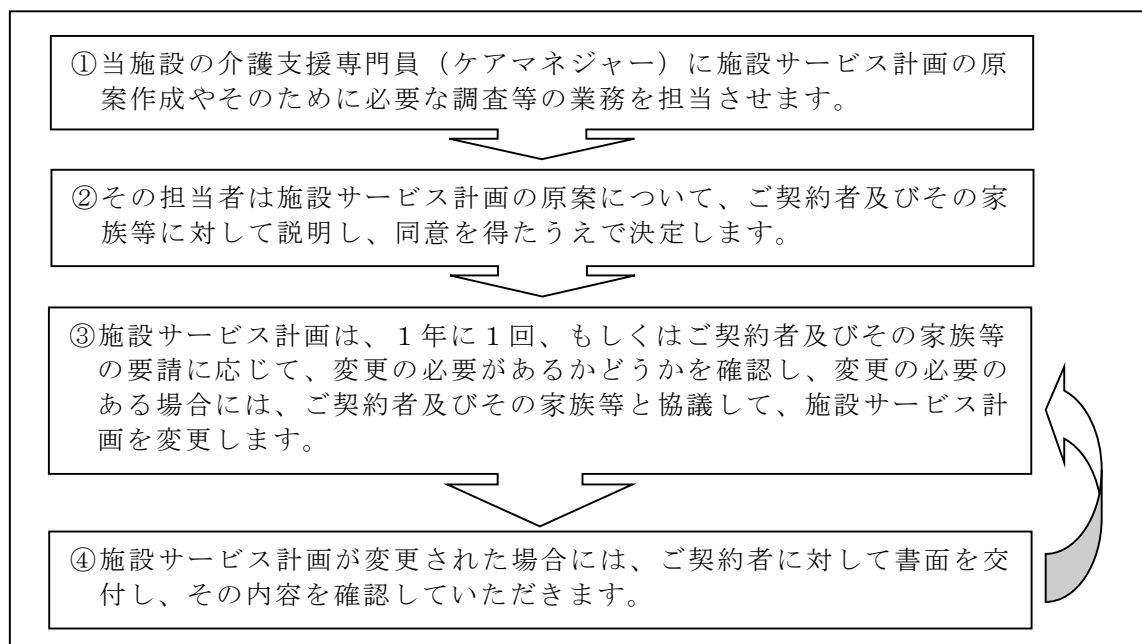 ①当施設の介護支援専門員（ケアマネジャー）に施設サービス計画の原
案作成やそのために必要な調査等の業務を担当させます。
②その担当者は施設サービス計画の原案について、ご契約者及びその家
族等に対して説明し、同意を得たうえで決定します。
③施設サービス計画は、１年に１回、もしくはご契約者及びその家族等
の要請に応じて、変更の必要があるかどうかを確認し、変更の必要の
ある場合には、ご契約者及びその家族等と協議して、施設サービス計
画を変更します。
④施設サービス計画が変更された場合には、ご契約者に対して書面を交
付し、その内容を確認していただきます。